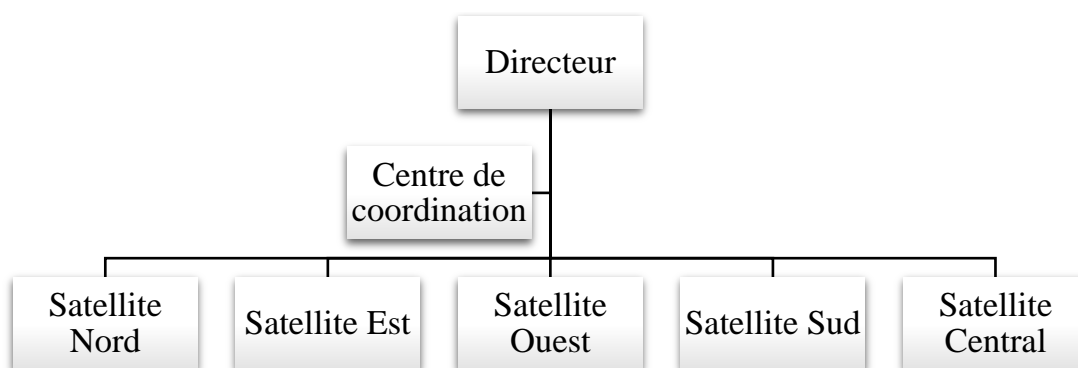 Directeur
Centre de
coordination
Satellite
Nord
Satellite Est
Satellite
Ouest
Satellite Sud
Satellite
Central